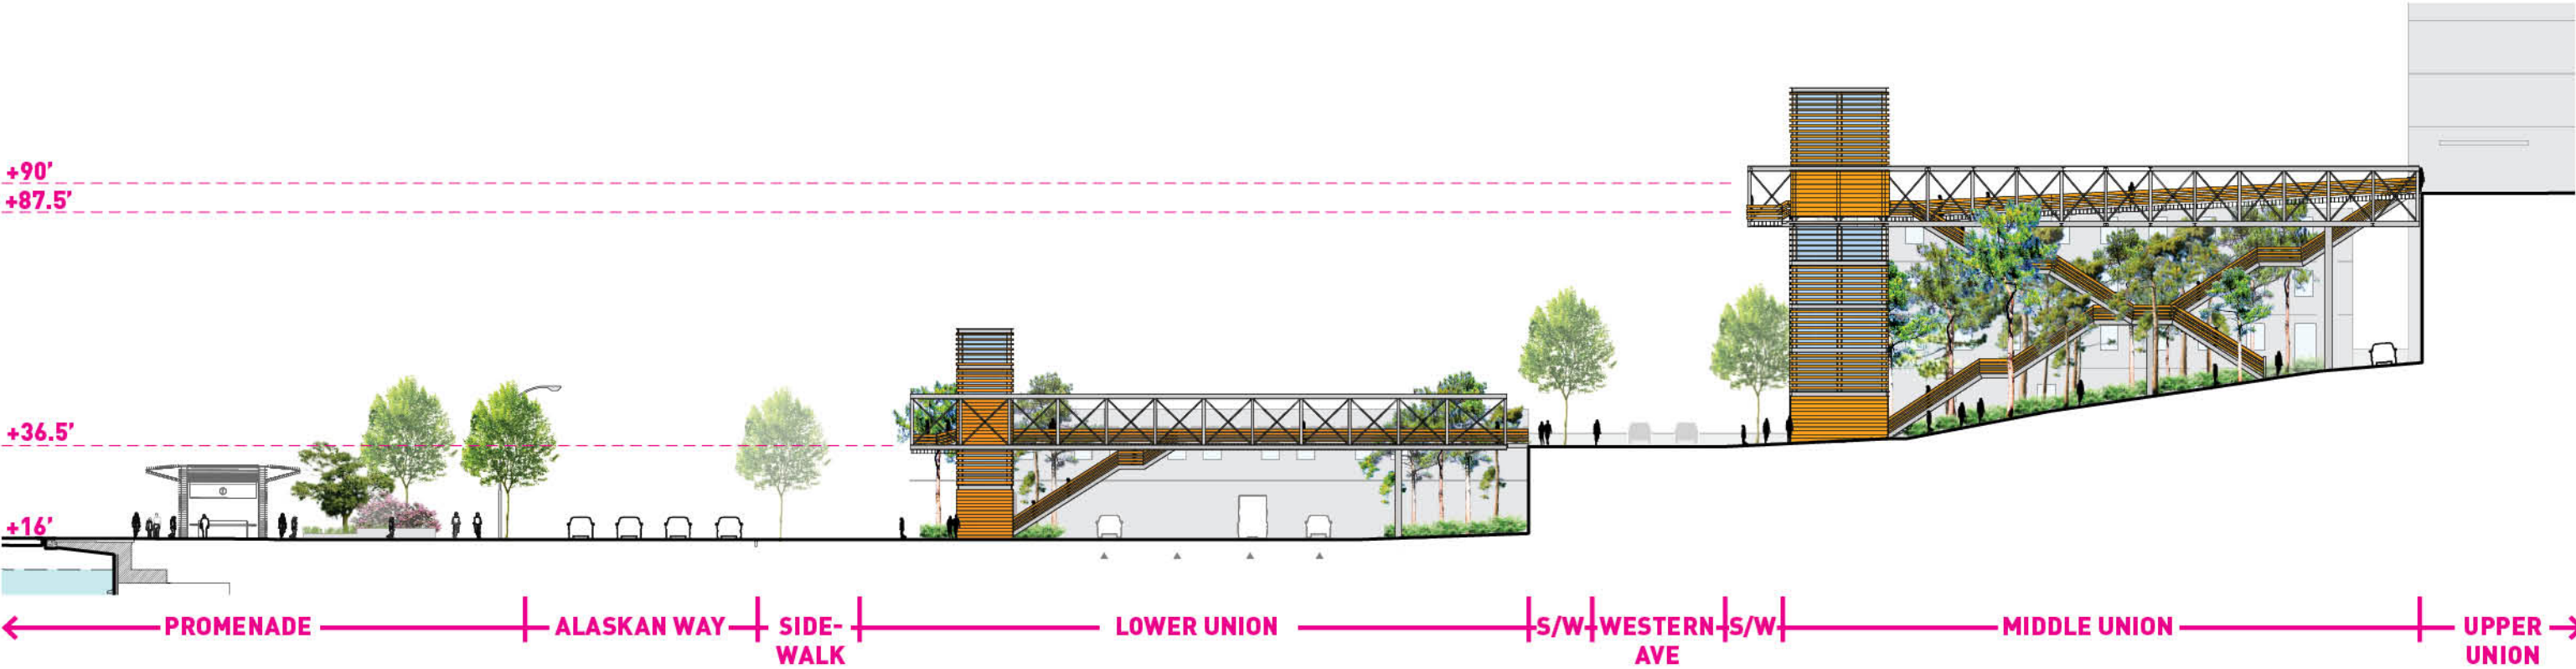 +90’
+87.5’
+36.5’
+16’
PROMENADE
ALASKAN WAY
SIDE-
WALK
LOWER UNION
S/W
WESTERN
AVE
S/W
MIDDLE UNION
UPPER
UNION